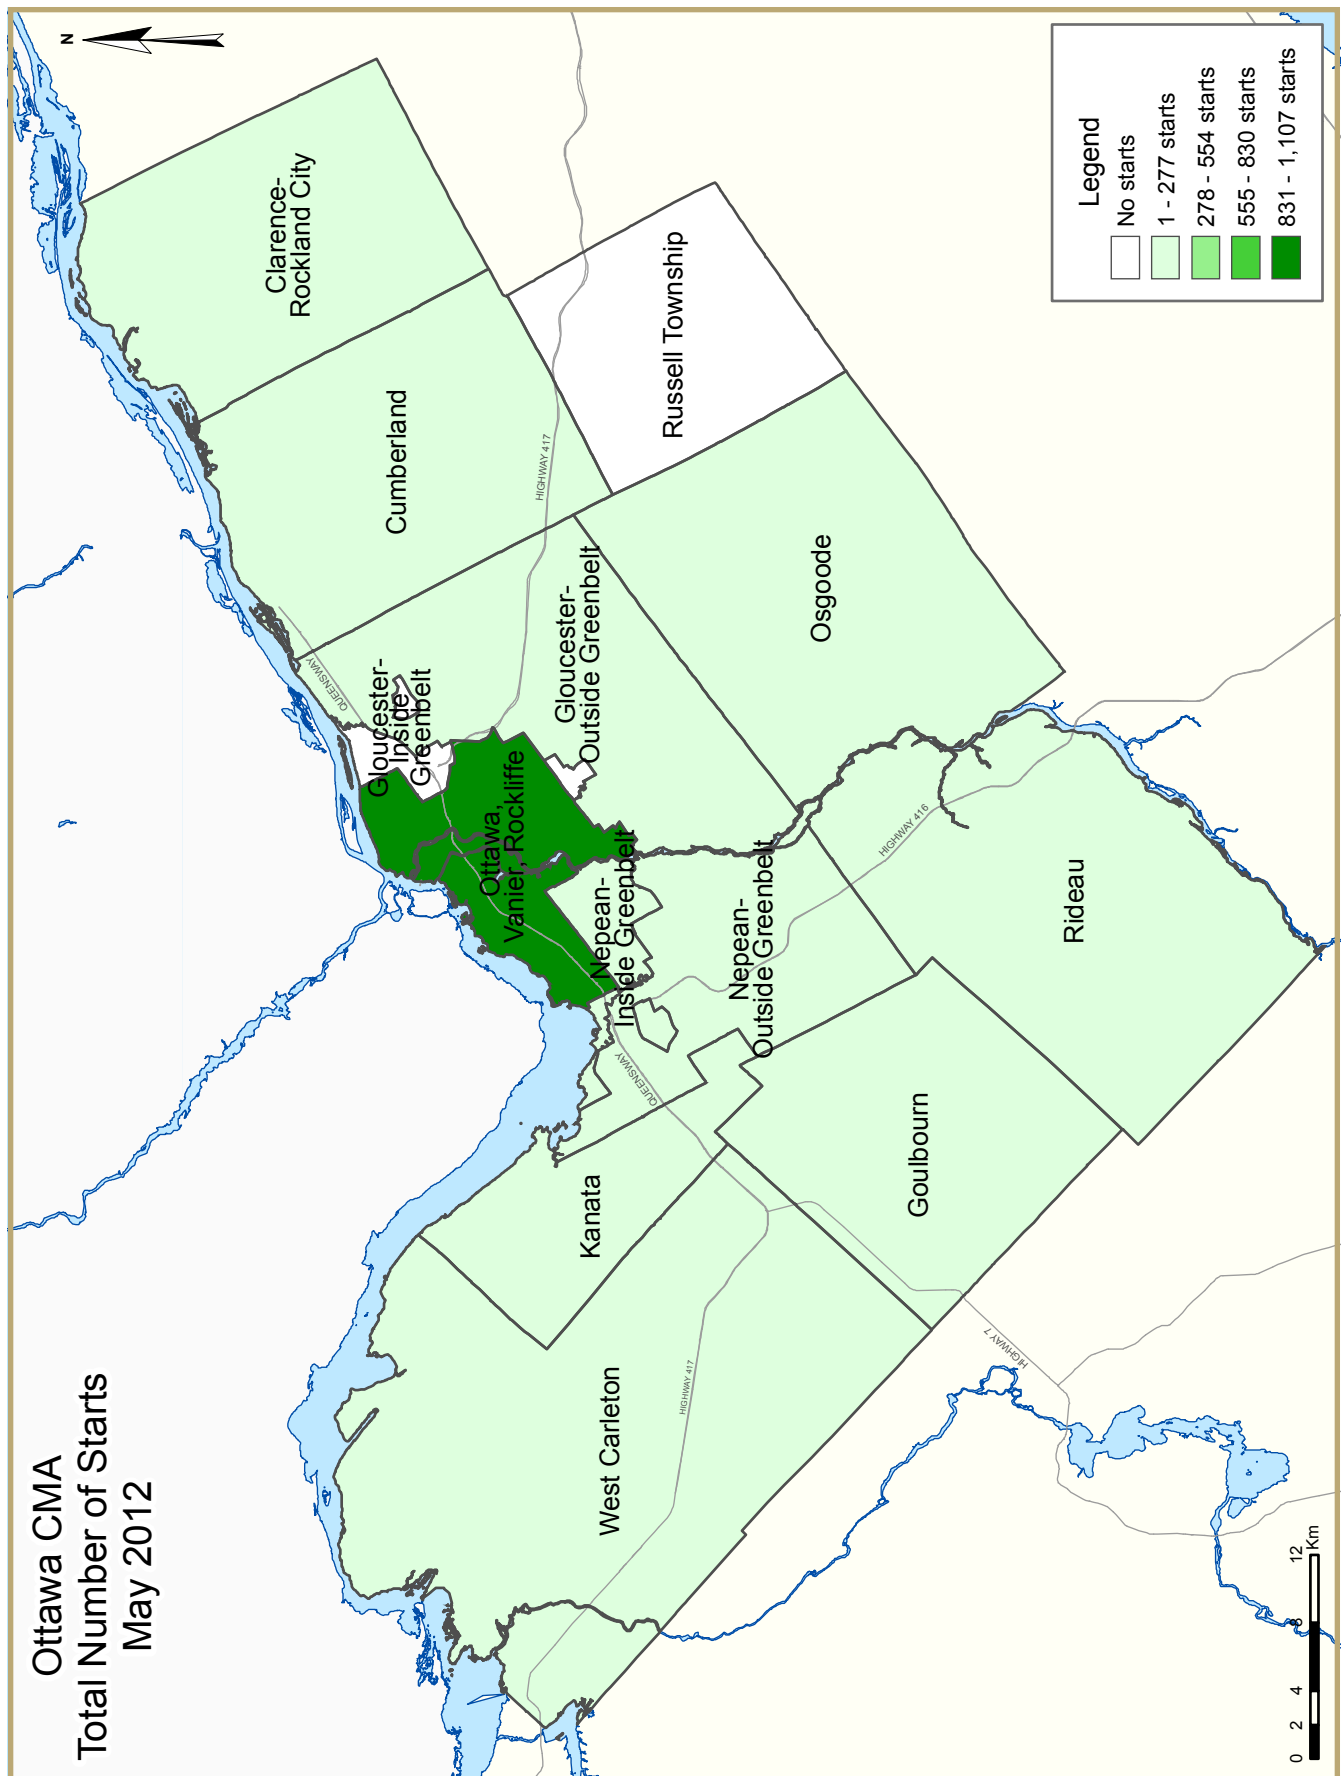 Ottawa CMA
Total Number of Starts
May 2012
N
Clarence-
Rockland City
Cumberland
Russell Township
HIGHWAY 417
QUEENSWAY
Gloucester-
Inside
Greenbelt
Gloucester-
Outside Greenbelt
Osgoode
Ottawa,
Vanier, Rockliffe
Nepean-
Inside Greenbelt
Nepean-
Outside Greenbelt
HIGHWAY 416
Rideau
QUEENSWAY
Kanata
Goulbourn
West Carleton
HIGHWAY 417
HIGHWAY 7
Legend
No starts
1 - 277 starts
278 - 554 starts
555 - 830 starts
831 - 1,107 starts
0 2 4 8 12
Km